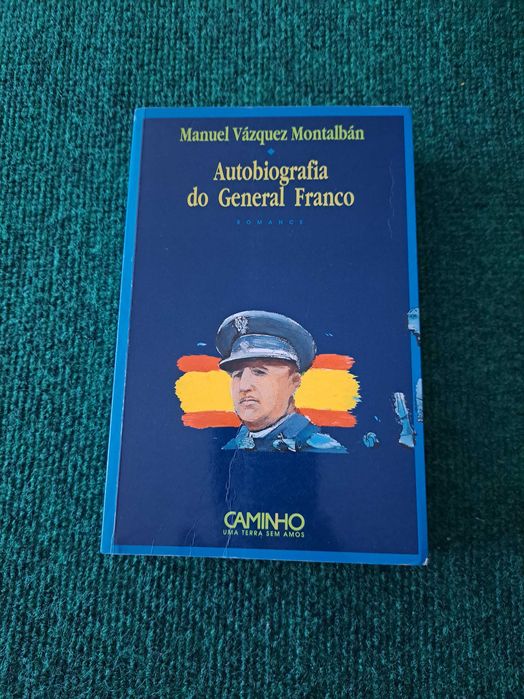 Manuel Vázquez Montalbán
Autobiografia
do General Franco
ROMANCE
CAMINHO
UMA TERRA SEM AMOS